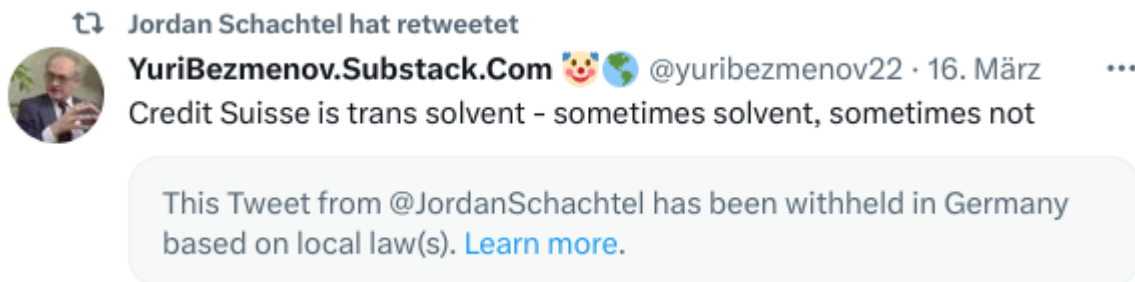 Jordan Schachtel hat retweetet
YuriBezmenov.Substack.Com 🤡🌎 @yuribezmenov22 · 16. März
Credit Suisse is trans solvent - sometimes solvent, sometimes not
This Tweet from @JordanSchachtel has been withheld in Germany
based on local law(s). Learn more.